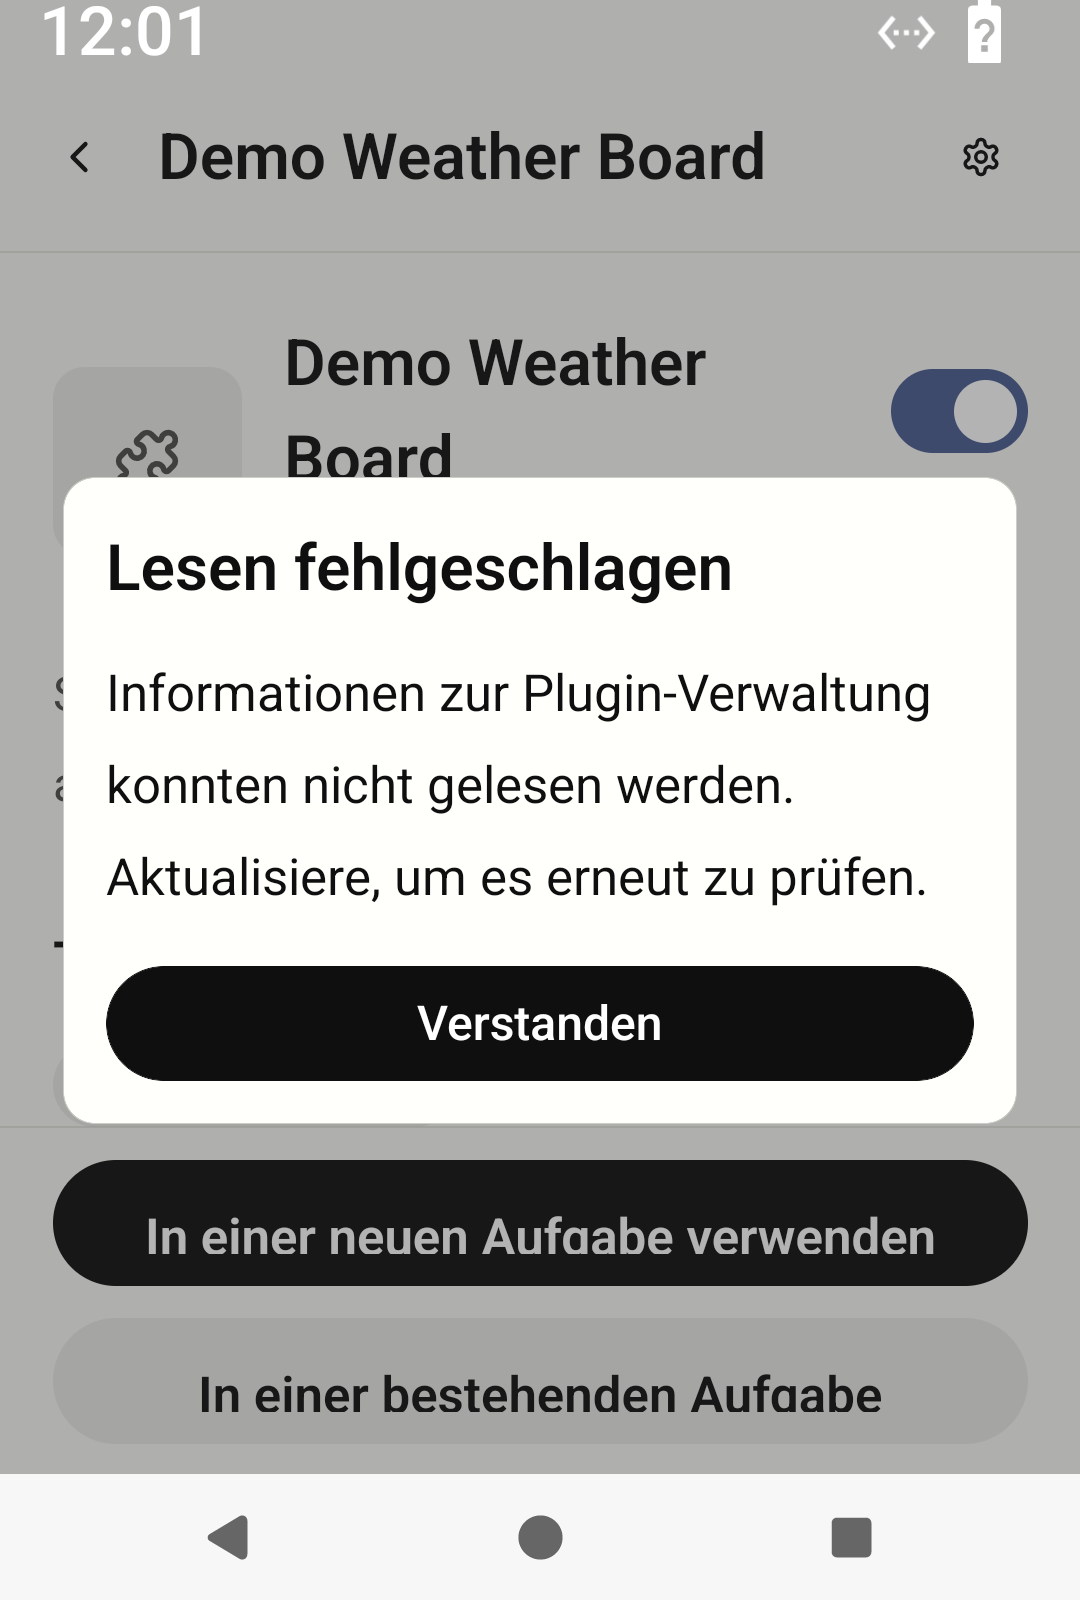 12:01
Demo Weather Board
Demo Weather
Board
Lesen fehlgeschlagen
Informationen zur Plugin-Verwaltung
konnten nicht gelesen werden.
Aktualisiere, um es erneut zu prüfen.
Verstanden
In einer neuen Aufgabe verwenden
In einer bestehenden Aufgabe